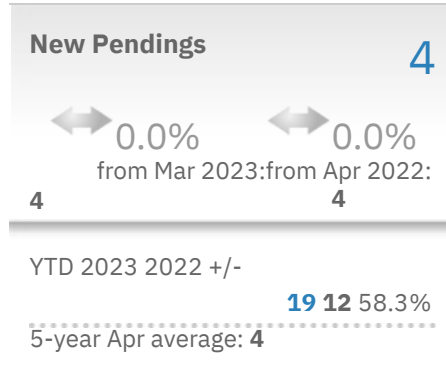 New Pendings 4
0.0% 0.0%
from Mar 2023:from Apr 2022:
4 4
YTD 2023 2022 +/-
19 12 58.3%
5-year Apr average: 4